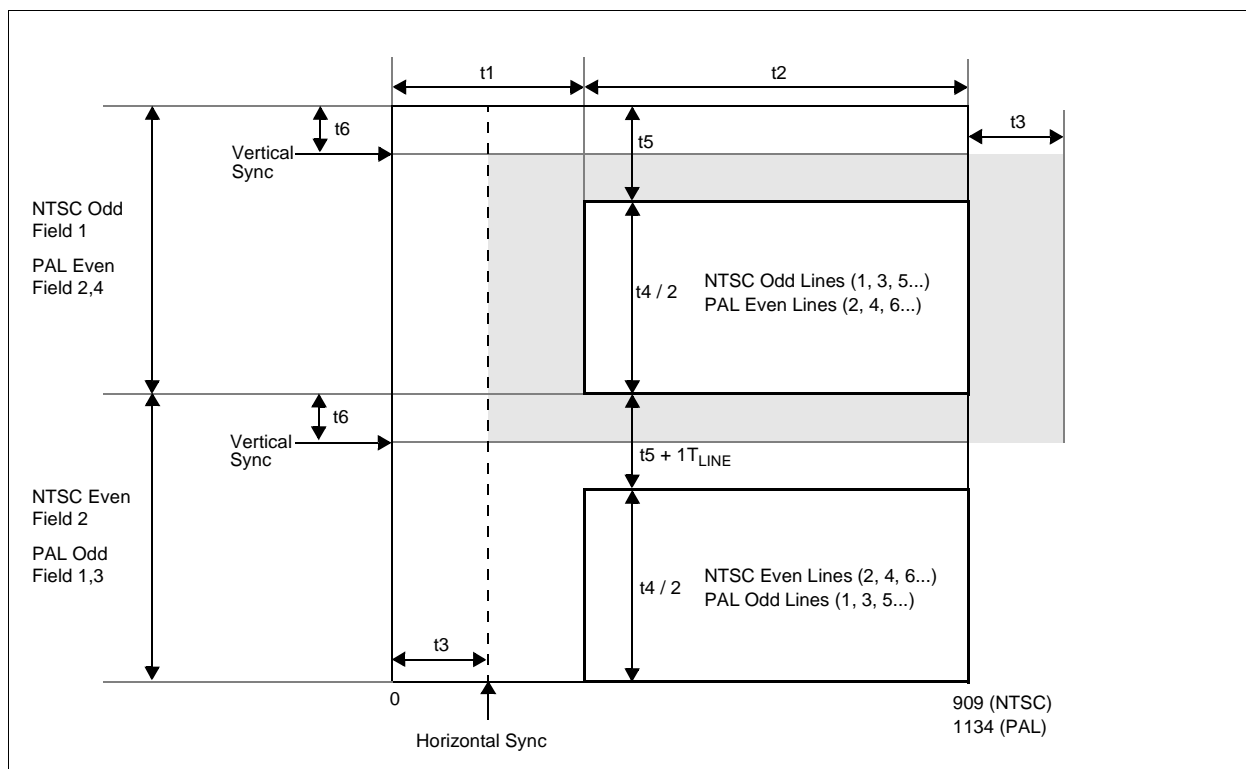 t1
t2
t6
t5
t3
Vertical
Sync
NTSC Odd
Field 1
PAL Even
Field 2,4
t4 / 2
NTSC Odd Lines (1, 3, 5...)
PAL Even Lines (2, 4, 6...)
t6
Vertical
Sync
t5 + 1TLINE
NTSC Even
Field 2
PAL Odd
Field 1,3
t4 / 2
NTSC Even Lines (2, 4, 6...)
PAL Odd Lines (1, 3, 5...)
t3
0
909 (NTSC)
1134 (PAL)
Horizontal Sync